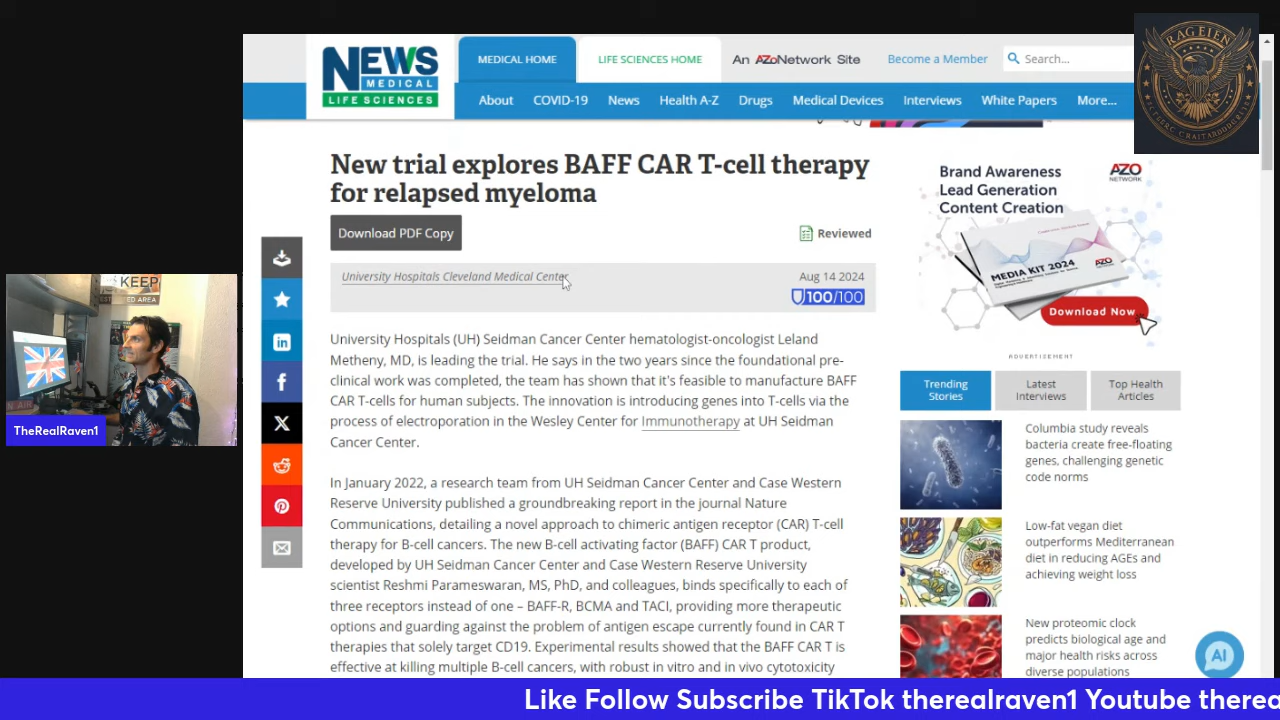 NEWS
MEDICAL
LIFE SCIENCES
MEDICAL HOME
LIFE SCIENCES HOME
An AZoNetwork Site
Become a Member
Search...
About
COVID-19
News
Health A-Z
Drugs
Medical Devices
Interviews
White Papers
More...
RAGEIEN
New trial explores BAFF CAR T-cell therapy
for relapsed myeloma
Download PDF Copy
Reviewed
University Hospitals Cleveland Medical Center
Aug 14 2024
100/100
University Hospitals (UH) Seidman Cancer Center hematologist-oncologist Leland
Metheny, MD, is leading the trial. He says in the two years since the foundational pre-
clinical work was completed, the team has shown that it's feasible to manufacture BAFF
CAR T-cells for human subjects. The innovation is introducing genes into T-cells via the
process of electroporation in the Wesley Center for Immunotherapy at UH Seidman
Cancer Center.
In January 2022, a research team from UH Seidman Cancer Center and Case Western
Reserve University published a groundbreaking report in the journal Nature
Communications, detailing a novel approach to chimeric antigen receptor (CAR) T-cell
therapy for B-cell cancers. The new B-cell activating factor (BAFF) CAR T product,
developed by UH Seidman Cancer Center and Case Western Reserve University
scientist Reshmi Parameswaran, MS, PhD, and colleagues, binds specifically to each of
three receptors instead of one – BAFF-R, BCMA and TACI, providing more therapeutic
options and guarding against the problem of antigen escape currently found in CAR T
therapies that solely target CD19. Experimental results showed that the BAFF CAR T is
effective at killing multiple B-cell cancers, with robust in vitro and in vivo cytotoxicity
Brand Awareness
Lead Generation
Content Creation
AZO
NETWORK
MEDIA KIT 2024
AZO
Download Now
ADVERTISEMENT
Trending
Stories
Latest
Interviews
Top Health
Articles
Columbia study reveals
bacteria create free-floating
genes, challenging genetic
code norms
Low-fat vegan diet
outperforms Mediterranean
diet in reducing AGEs and
achieving weight loss
New proteomic clock
predicts biological age and
major health risks across
diverse populations
AI
KEEP
AREA
ON AIR
TheRealRaven1
Like Follow Subscribe TikTok therealraven1 Youtube therea